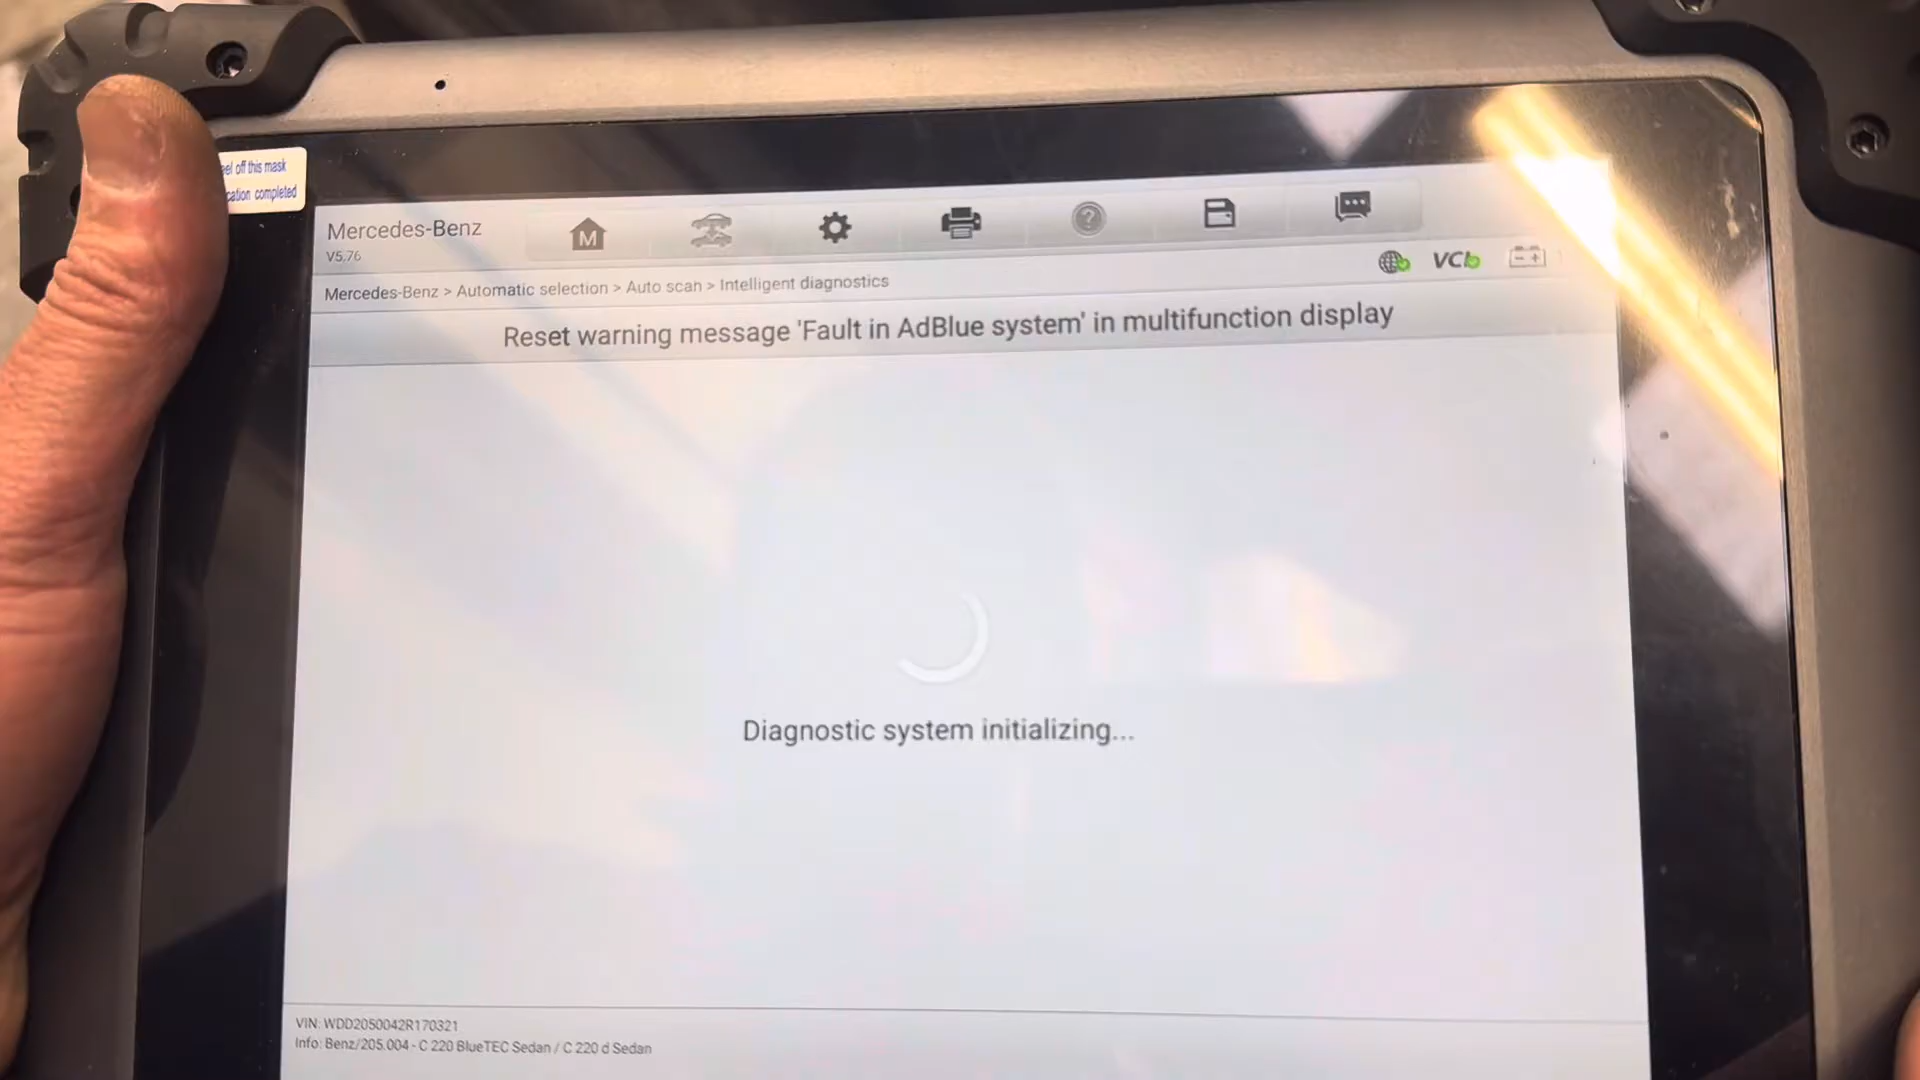 off this mask
completed
Mercedes-Benz
V5.76
M
?
VCI
Mercedes-Benz > Automatic selection > Auto scan > Intelligent diagnostics
Reset warning message 'Fault in AdBlue system' in multifunction display
Diagnostic system initializing...
VIN: WDD2050042R170321
Info: Benz/205.004 - C 220 BlueTEC Sedan / C 220 d Sedan